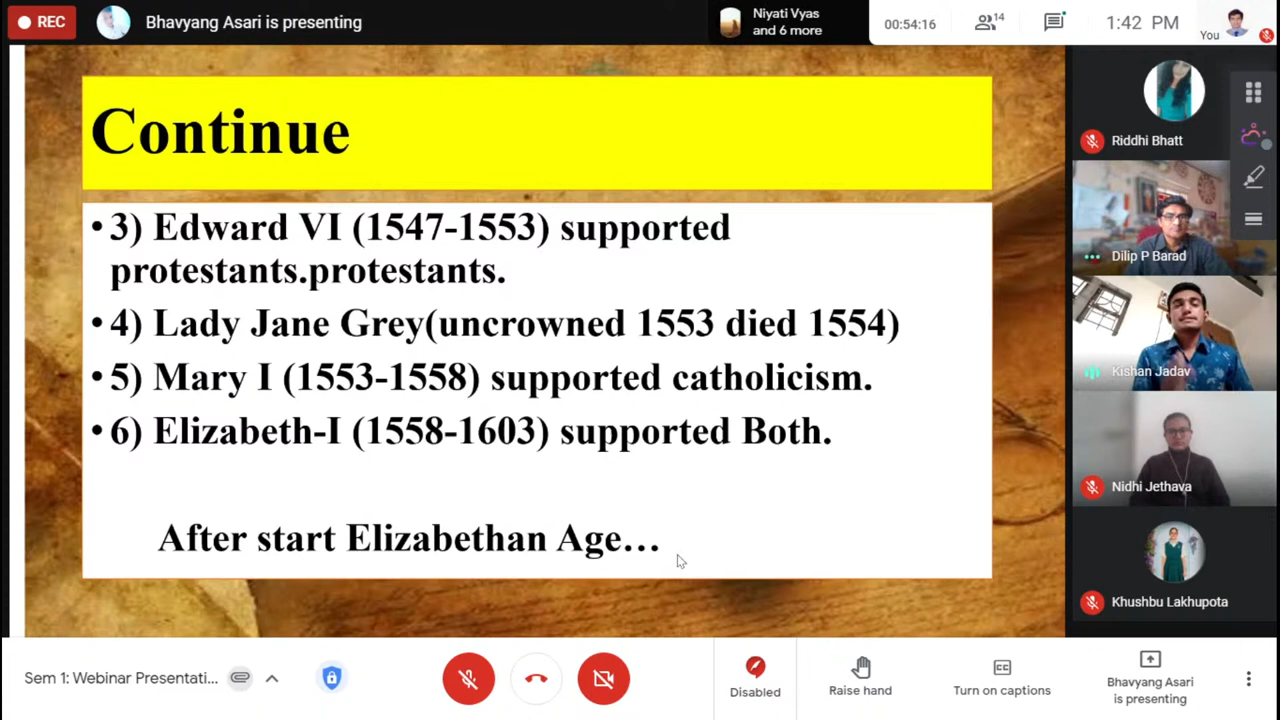 REC
Bhavyang Asari is presenting
Niyati Vyas
and 6 more
00:54:16
14
1:42 PM
You
Continue
• 3) Edward VI (1547-1553) supported
protestants.protestants.
• 4) Lady Jane Grey(uncrowned 1553 died 1554)
• 5) Mary I (1553-1558) supported catholicism.
• 6) Elizabeth-I (1558-1603) supported Both.
After start Elizabethan Age…
Riddhi Bhatt
Dilip P Barad
Kishan Jadav
Nidhi Jethava
Khushbu Lakhupota
Sem 1: Webinar Presentati...
Disabled
Raise hand
CC
Turn on captions
Bhavyang Asari
is presenting